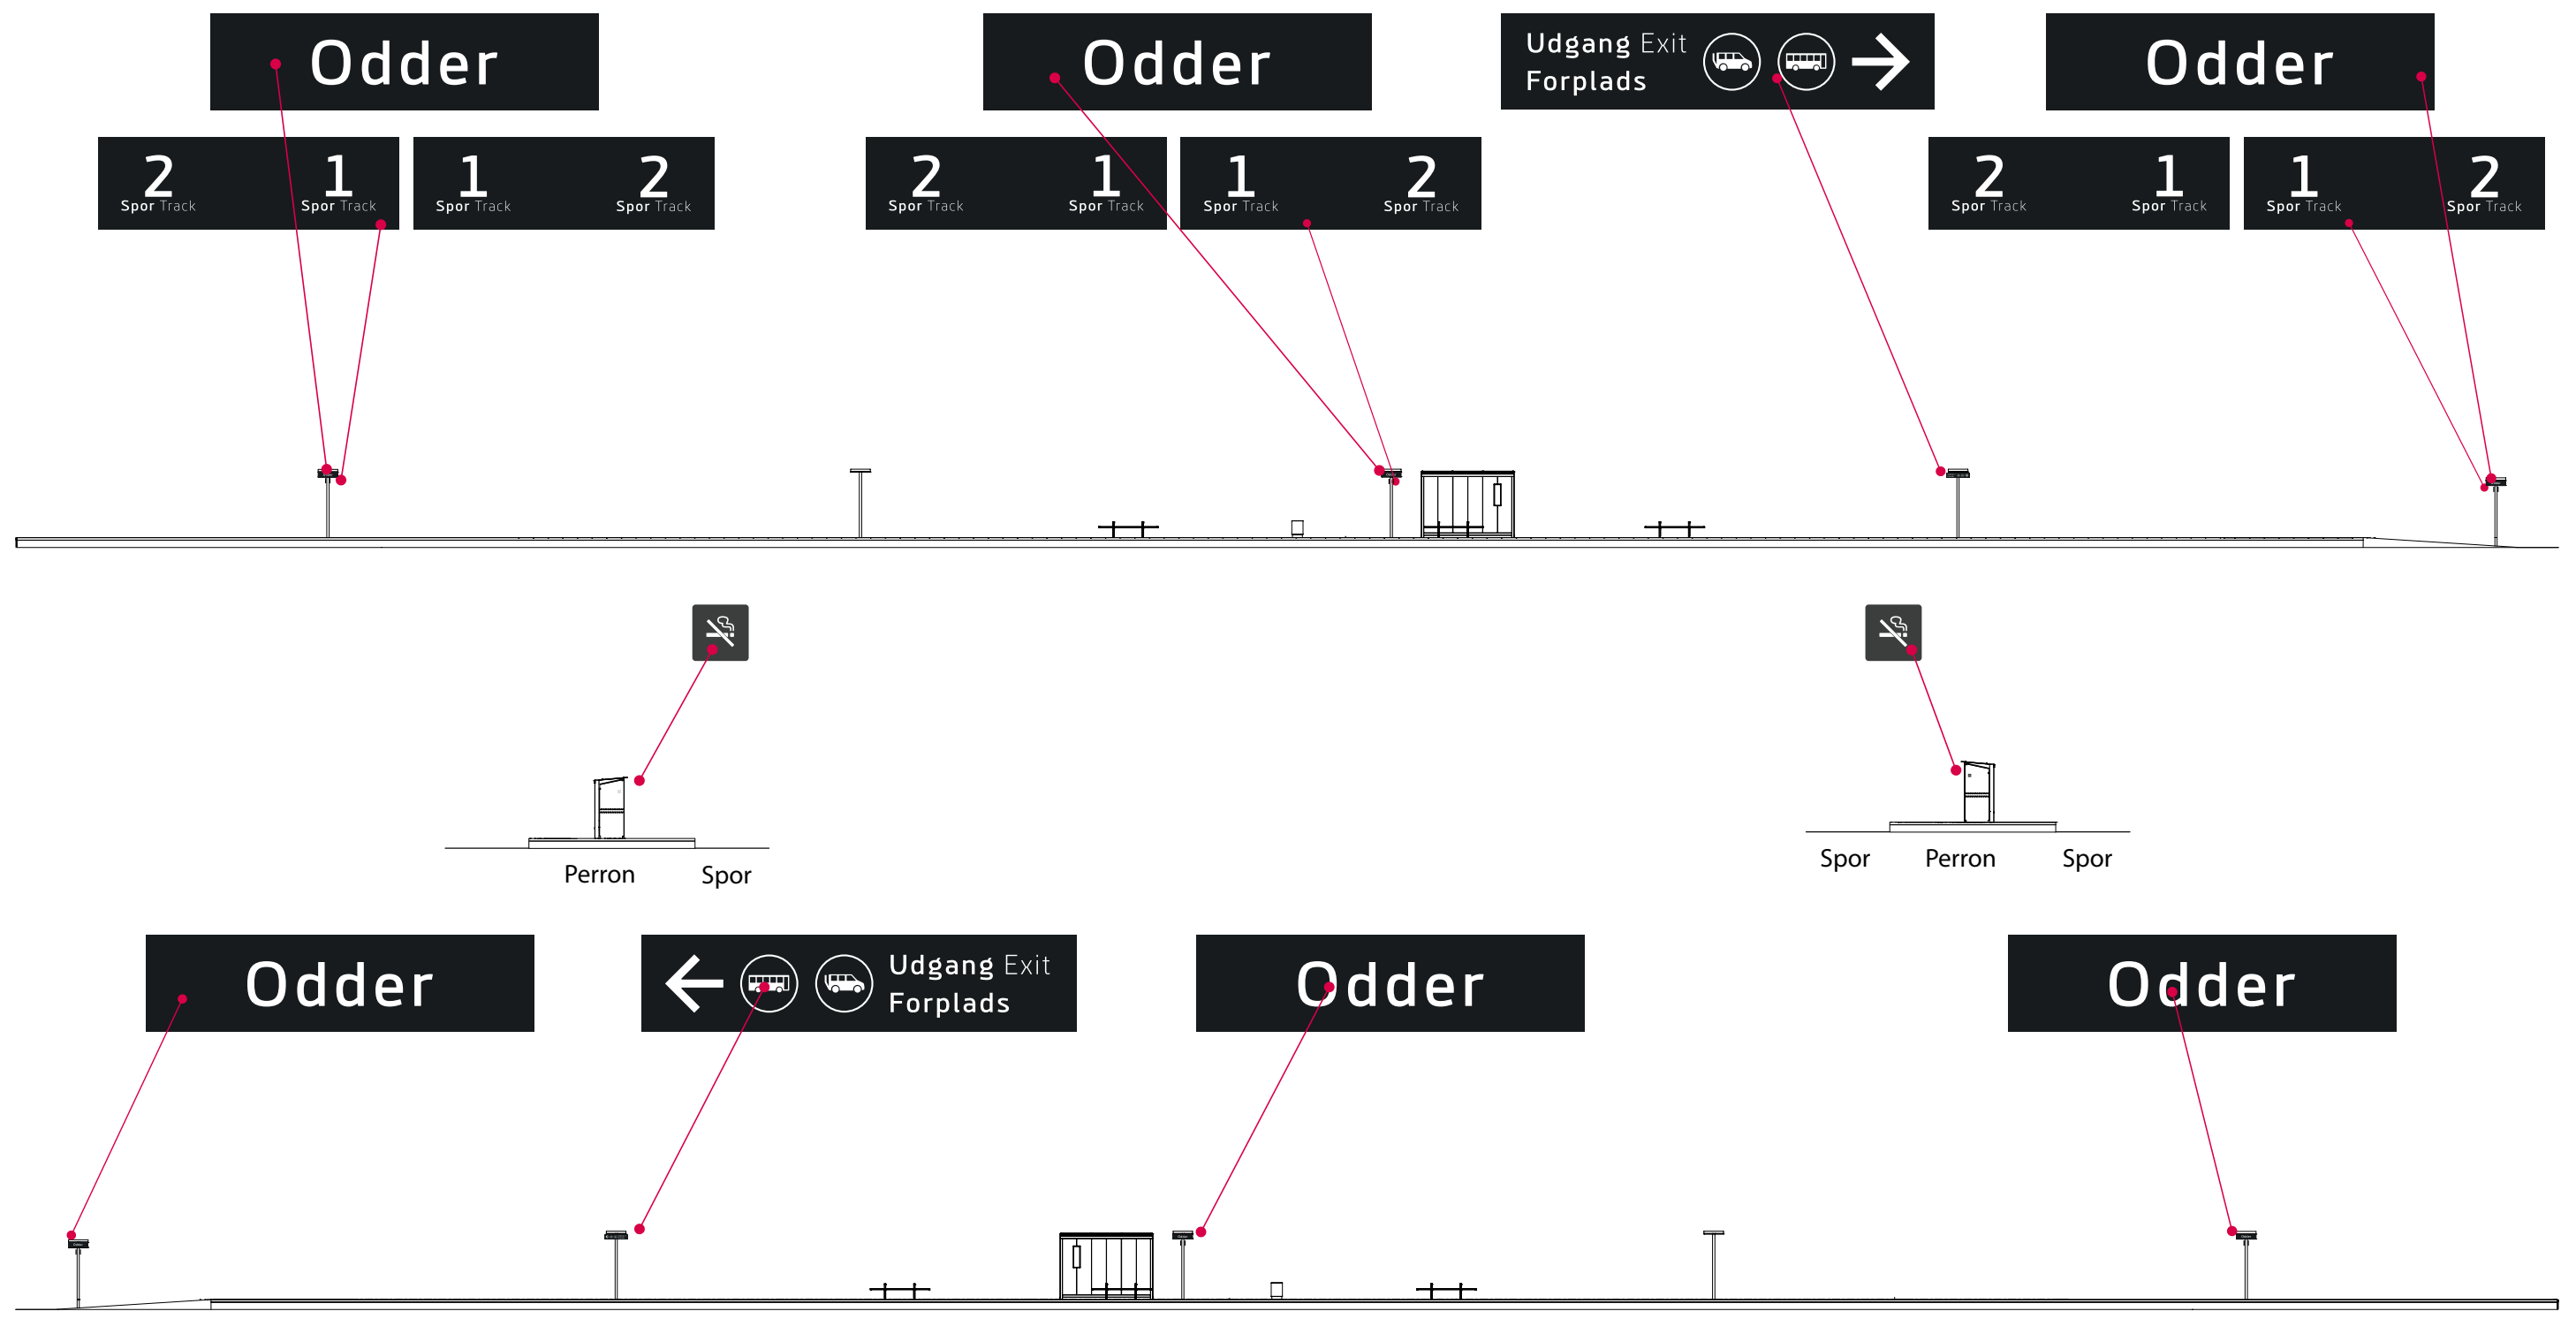 Odder
Odder
Udgang Exit
Forplads
Odder
2 1
Spor Track Spor Track
1 2
Spor Track Spor Track
2 1
Spor Track Spor Track
1 2
Spor Track Spor Track
2 1
Spor Track Spor Track
1 2
Spor Track Spor Track
Perron Spor
Spor Perron Spor
Odder
Udgang Exit
Forplads
Odder
Odder